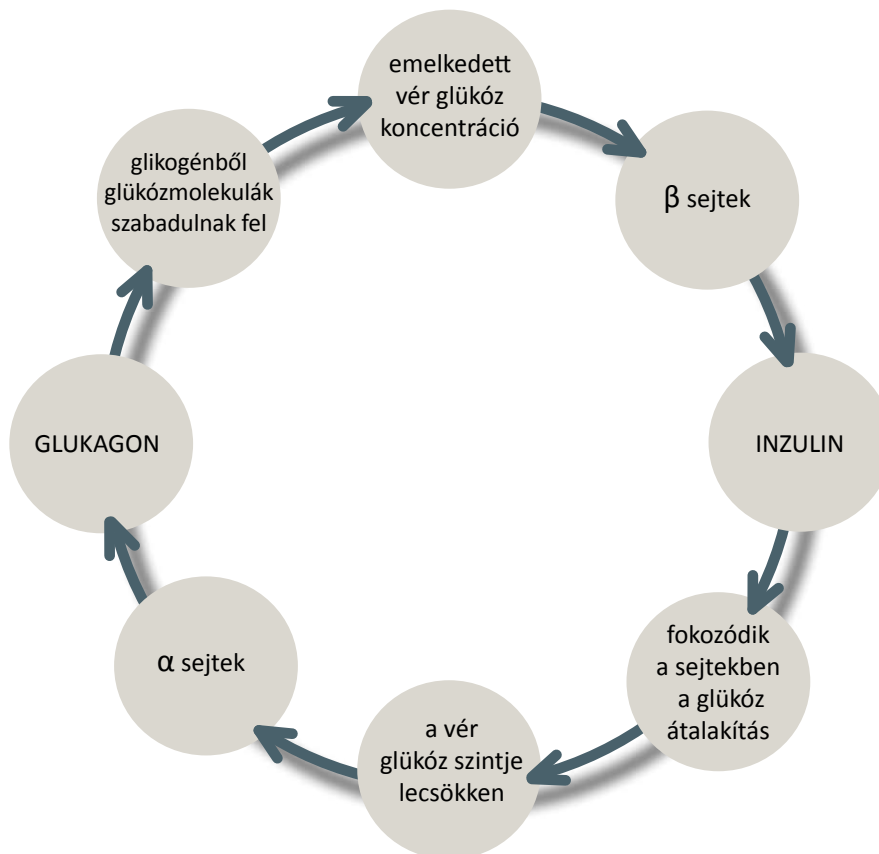 emelkedett
vér glükóz
koncentráció
β sejtek
INZULIN
fokozódik
a sejtekben
a glükóz
átalakítás
a vér
glükóz szintje
lecsökken
α sejtek
GLUKAGON
glikogénből
glükózmolekulák
szabadulnak fel